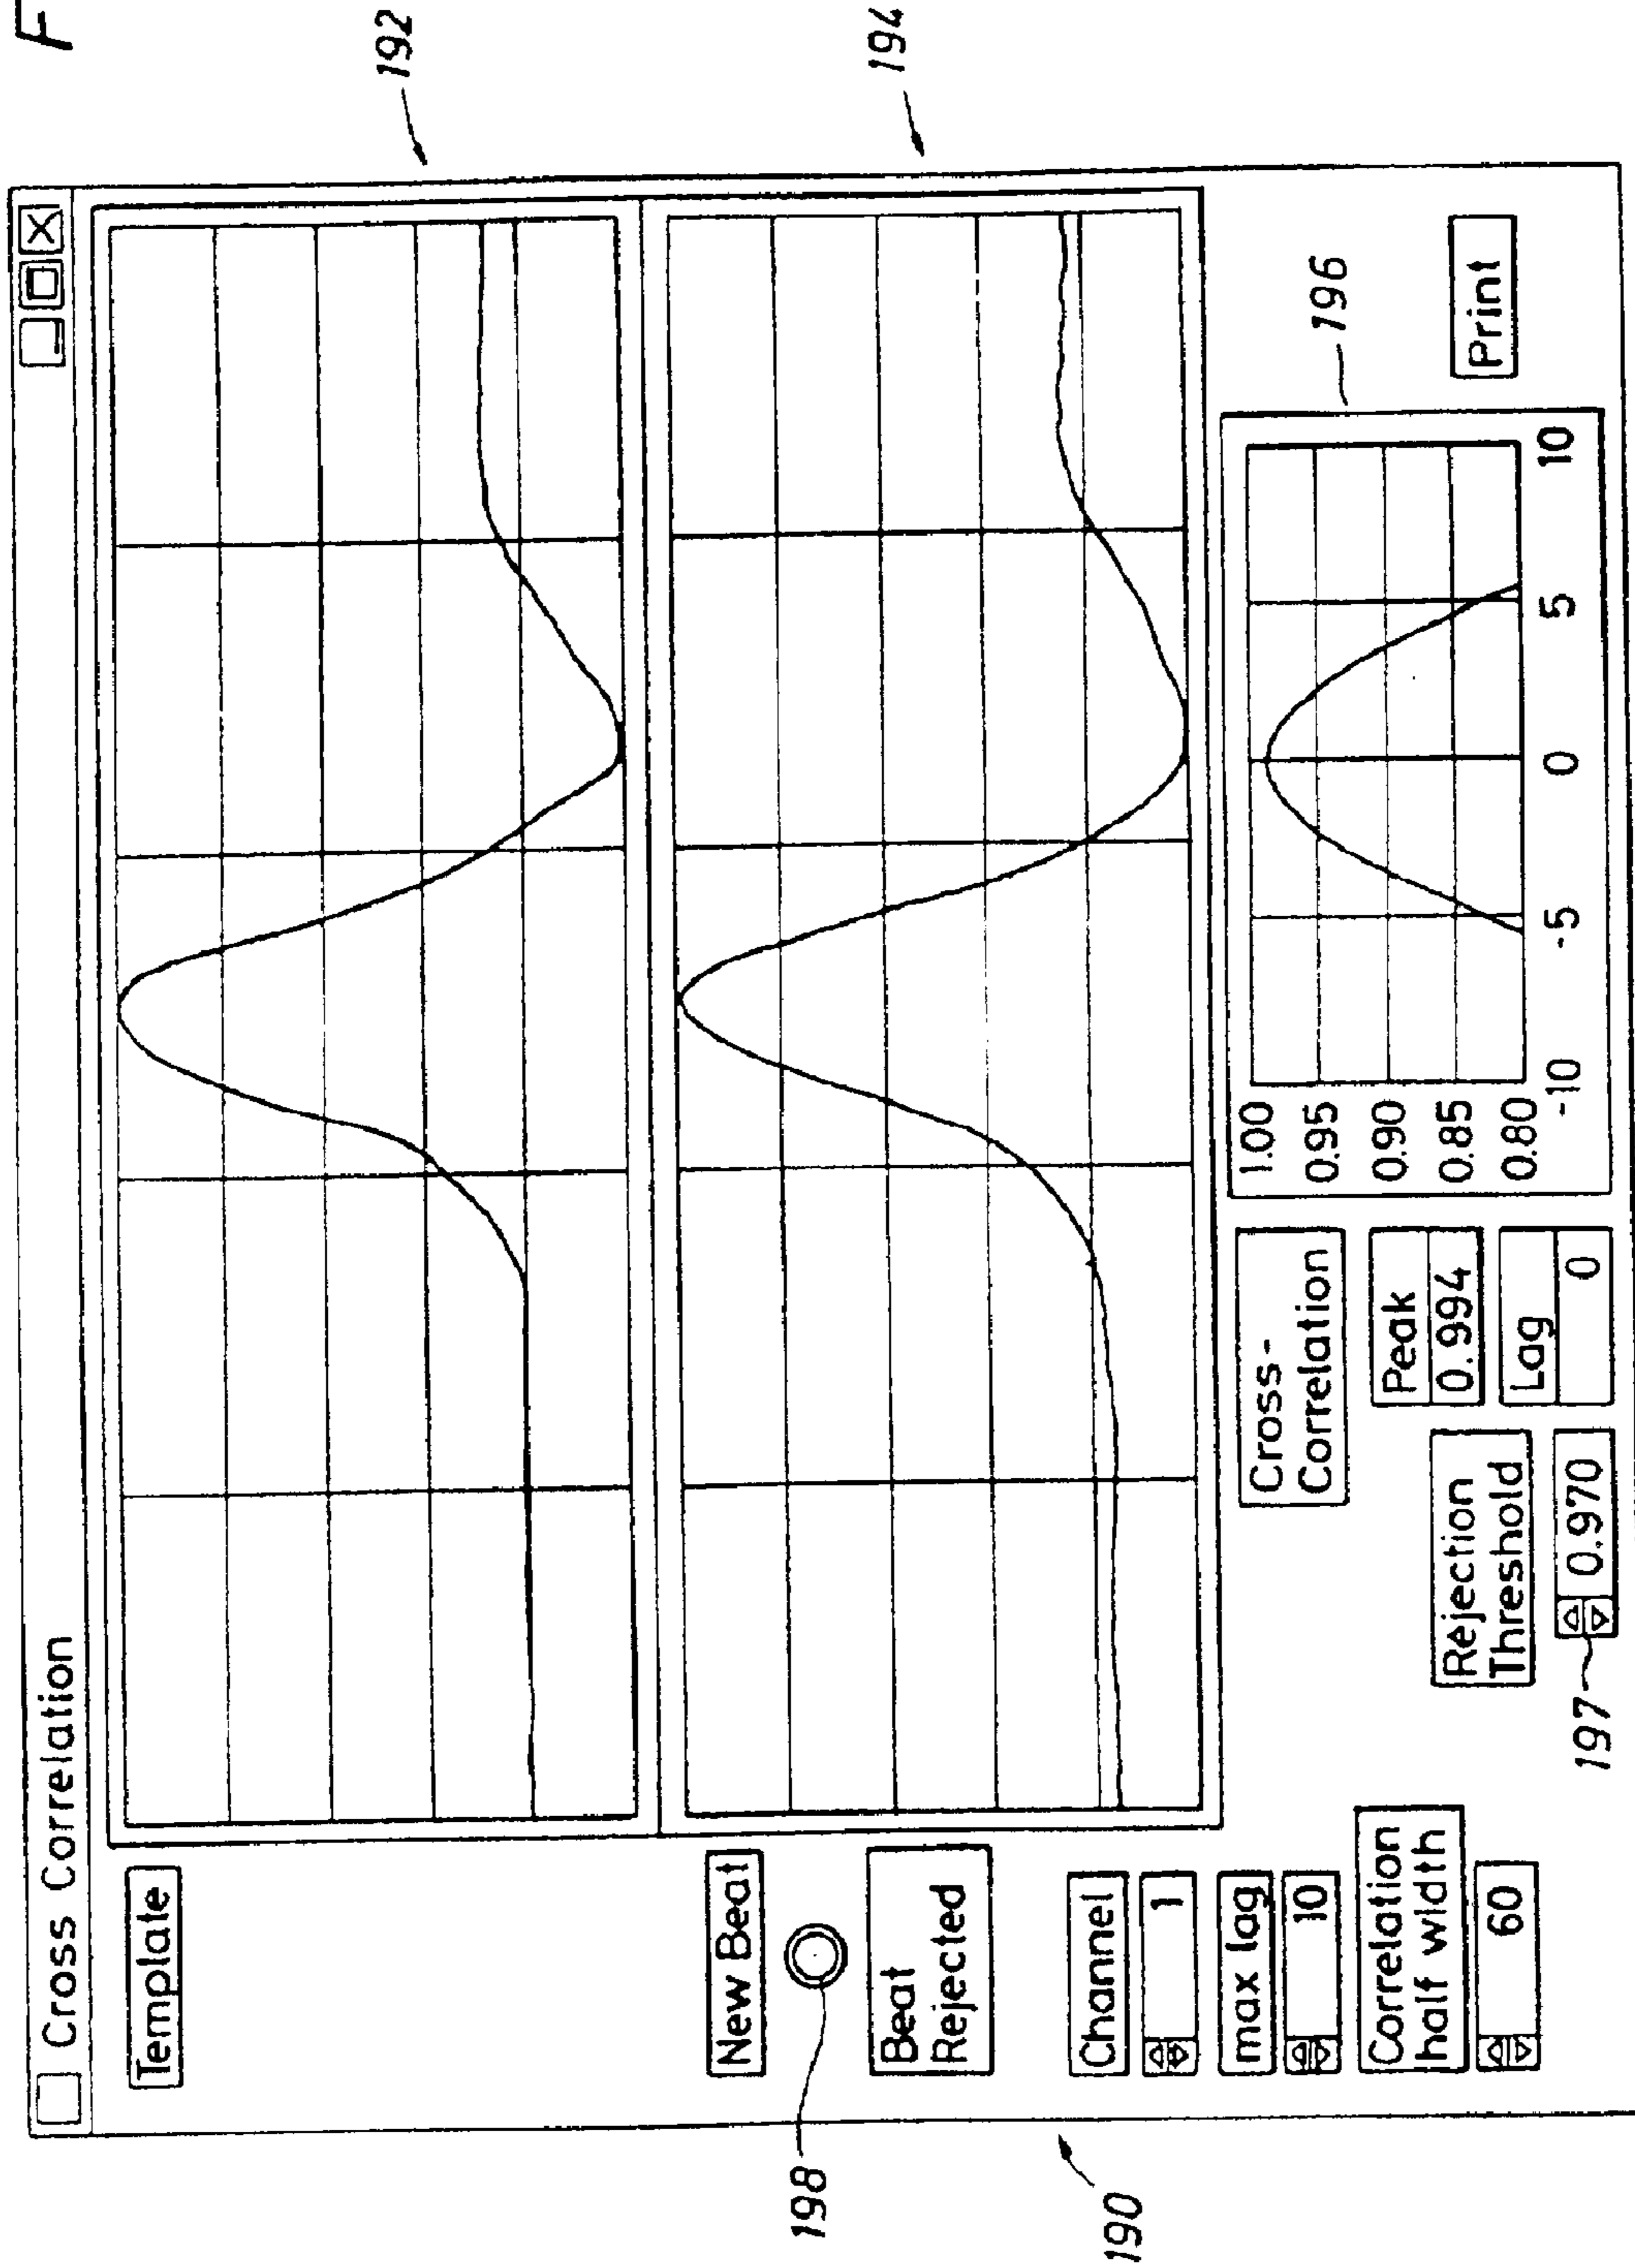 F
Cross Correlation
Template
192
New Beat
198
Beat
Rejected
194
190
Channel
1
max lag
10
Correlation
half width
60
Rejection
Threshold
0.970
197
Cross-
Correlation
Peak
0.994
Lag
0
1.00
0.95
0.90
0.85
0.80
-10
-5
0
5
10
196
Print